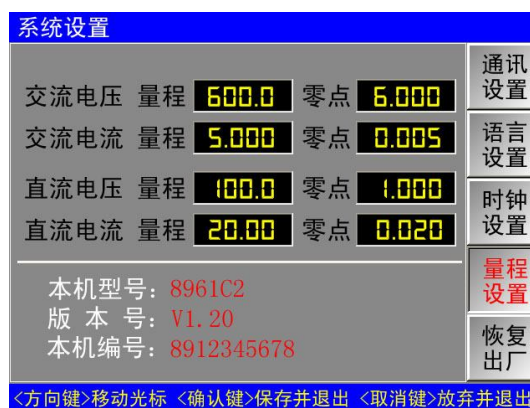 系统设置
交流电压 量程 600.0 零点 6.000
交流电流 量程 5.000 零点 0.005
直流电压 量程 100.0 零点 1.000
直流电流 量程 20.00 零点 0.020
本机型号：8961C2
版 本 号：V1.20
本机编号：8912345678
通讯
设置
语言
设置
时钟
设置
量程
设置
恢复
出厂
<方向键>移动光标 <确认键>保存并退出 <取消键>放弃并退出